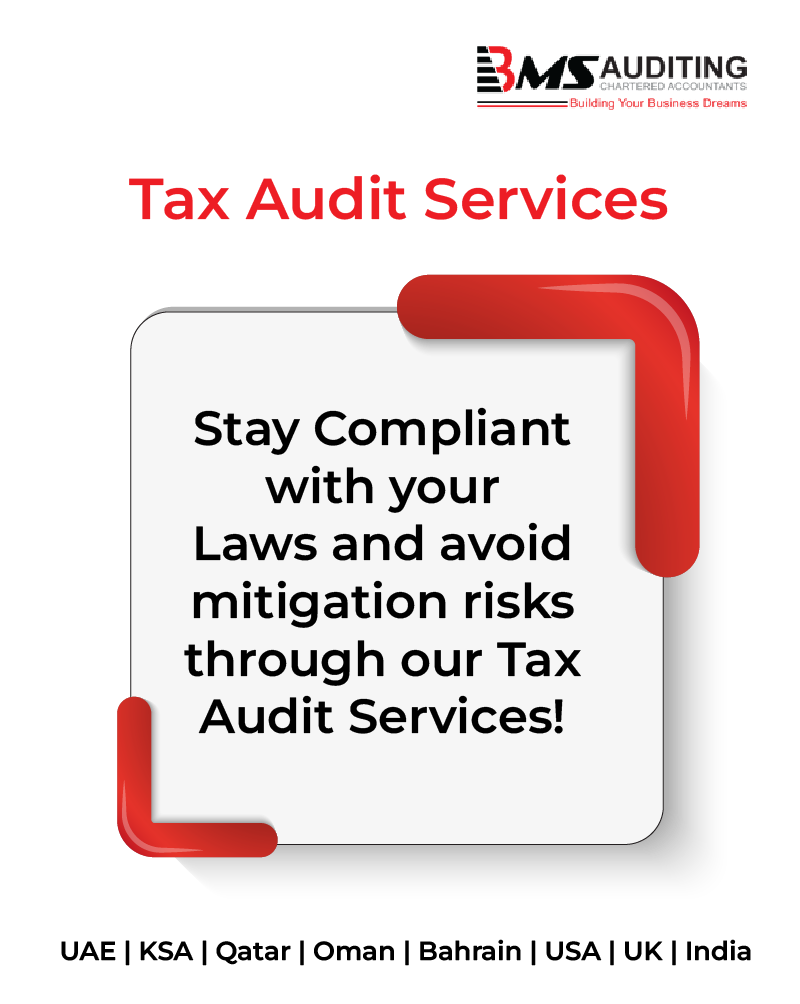 BMS AUDITING
CHARTERED ACCOUNTANTS
Building Your Business Dreams
Tax Audit Services
Stay Compliant
with your
Laws and avoid
mitigation risks
through our Tax
Audit Services!
UAE | KSA | Qatar | Oman | Bahrain | USA | UK | India